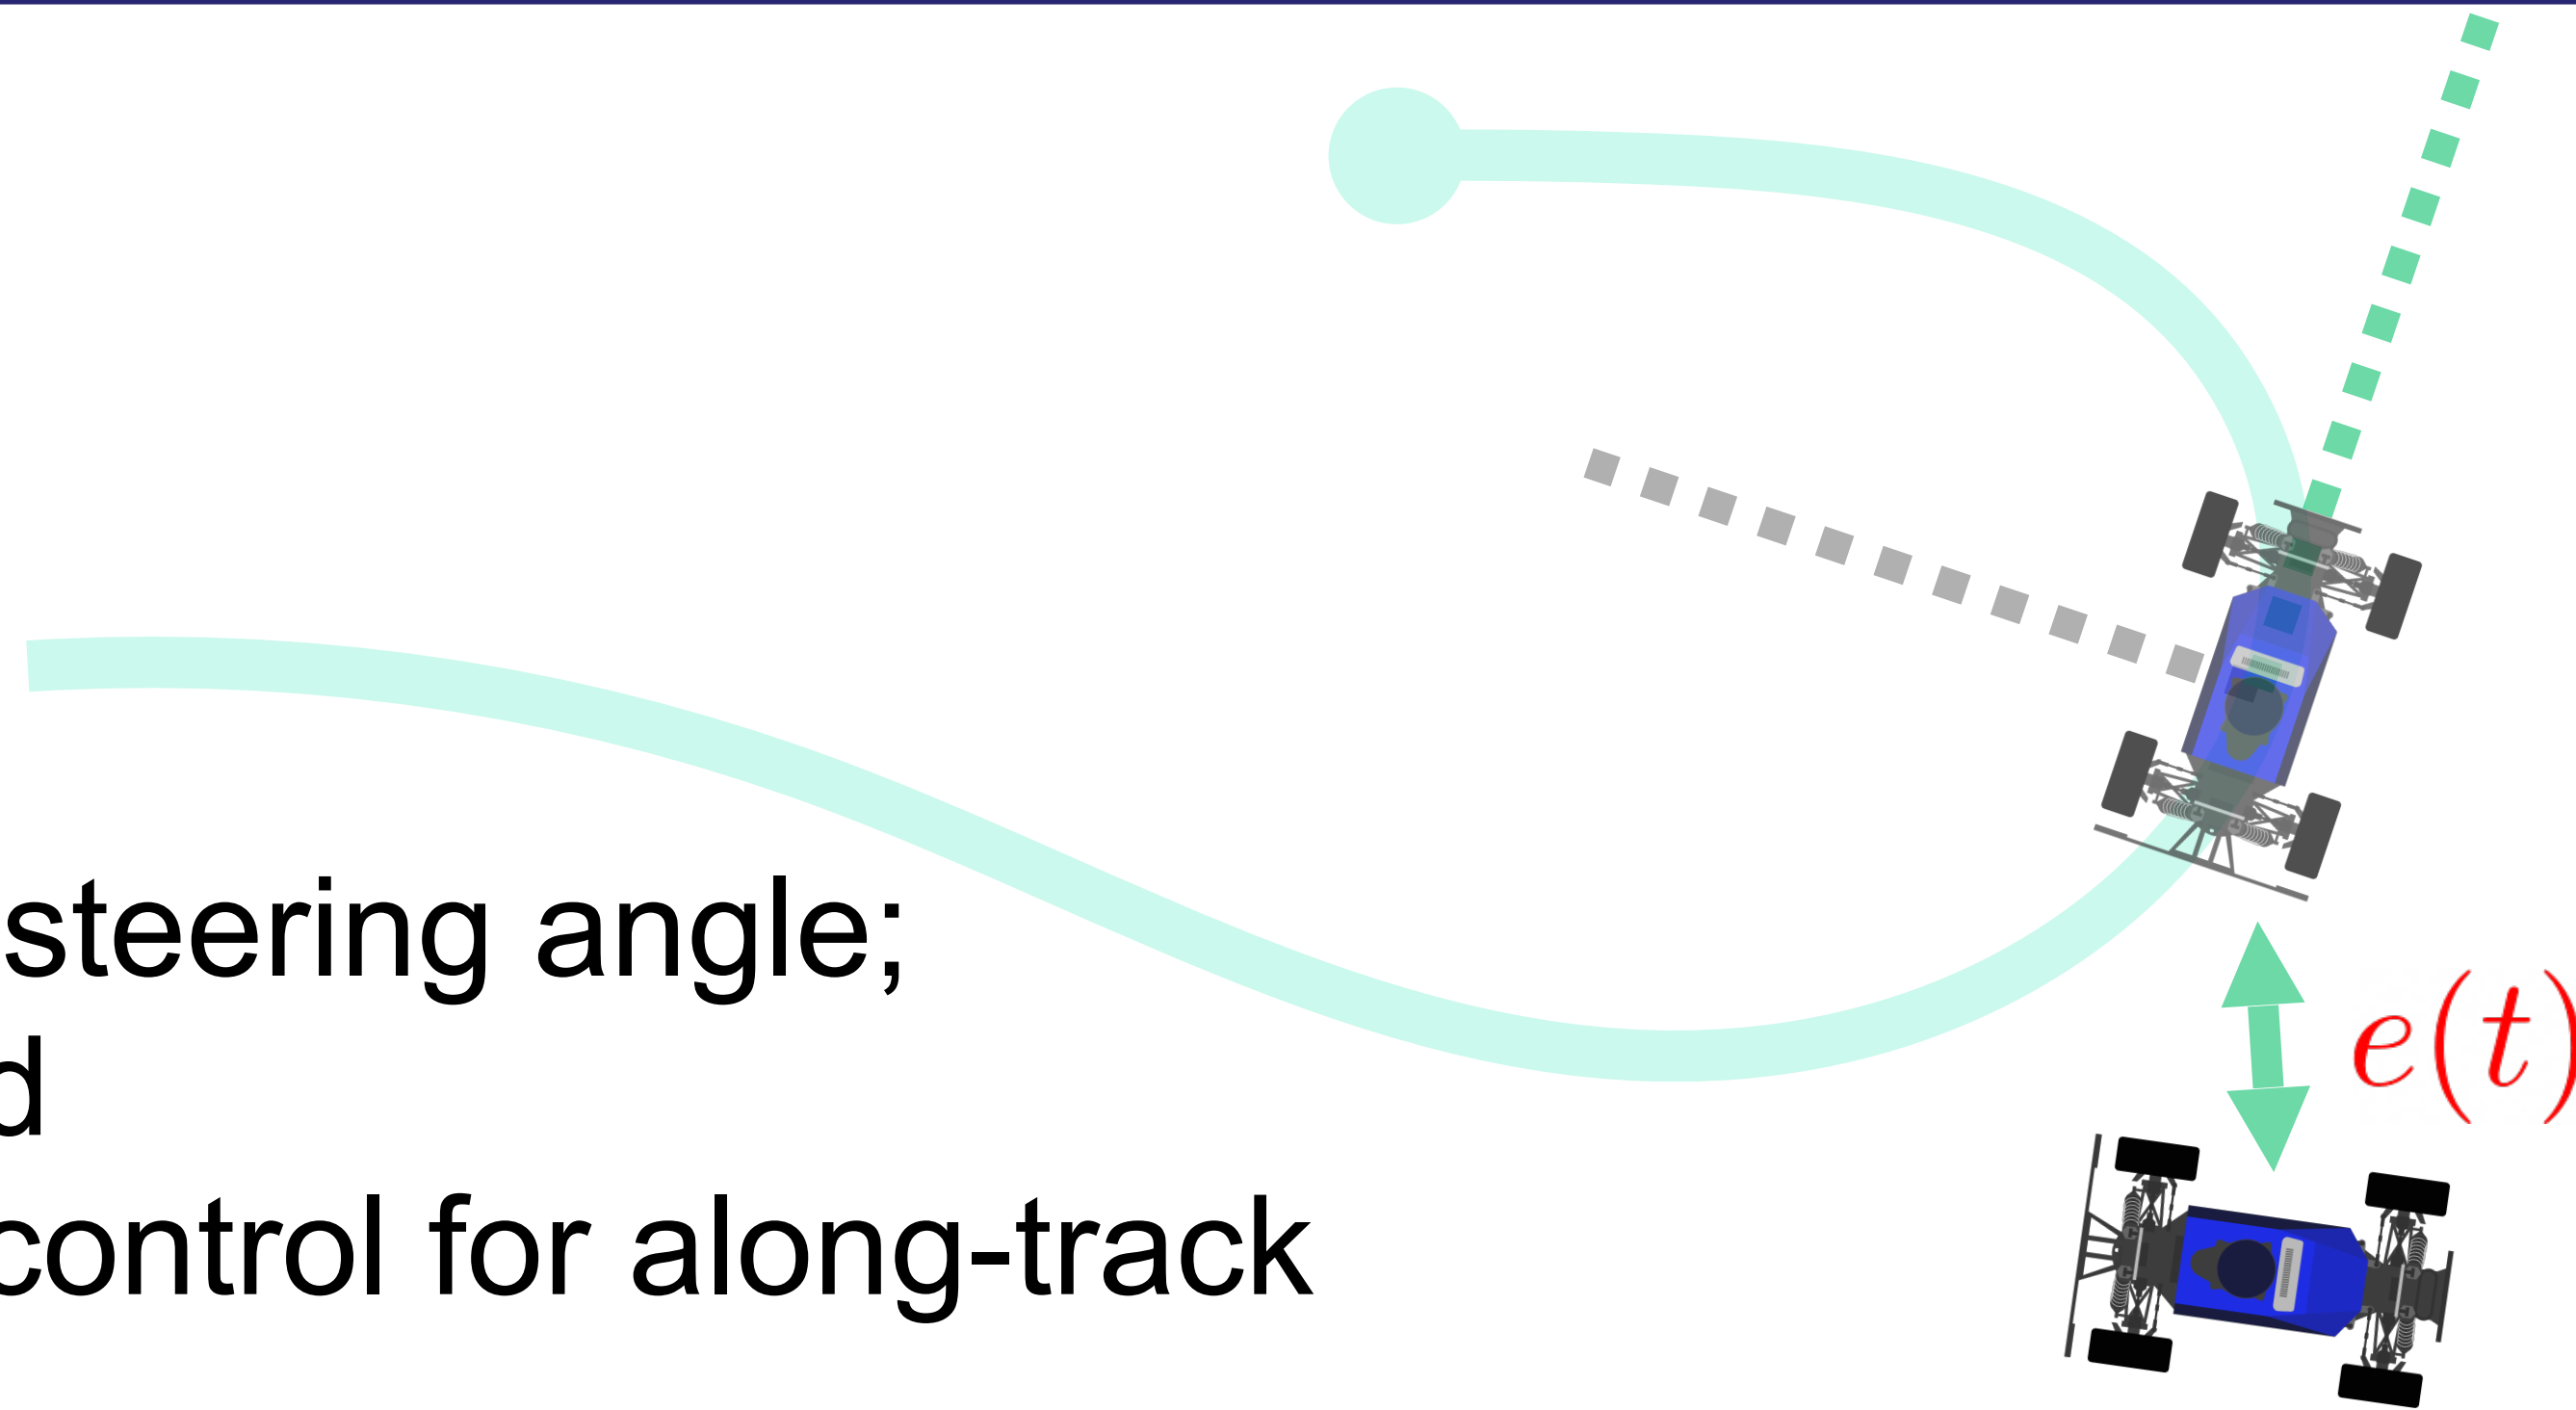 steering angle;
d
control for along-track
e(t)